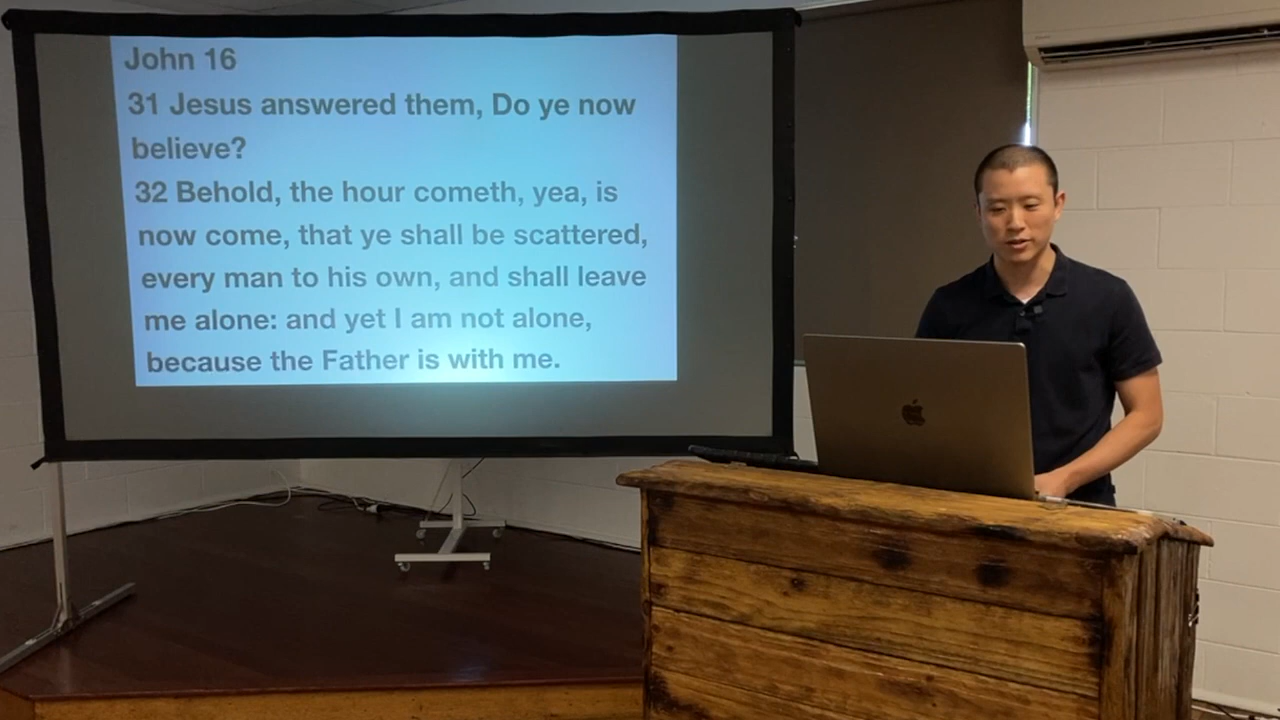 John 16
31 Jesus answered them, Do ye now
believe?
32 Behold, the hour cometh, yea, is
now come, that ye shall be scattered,
every man to his own, and shall leave
me alone: and yet I am not alone,
because the Father is with me.